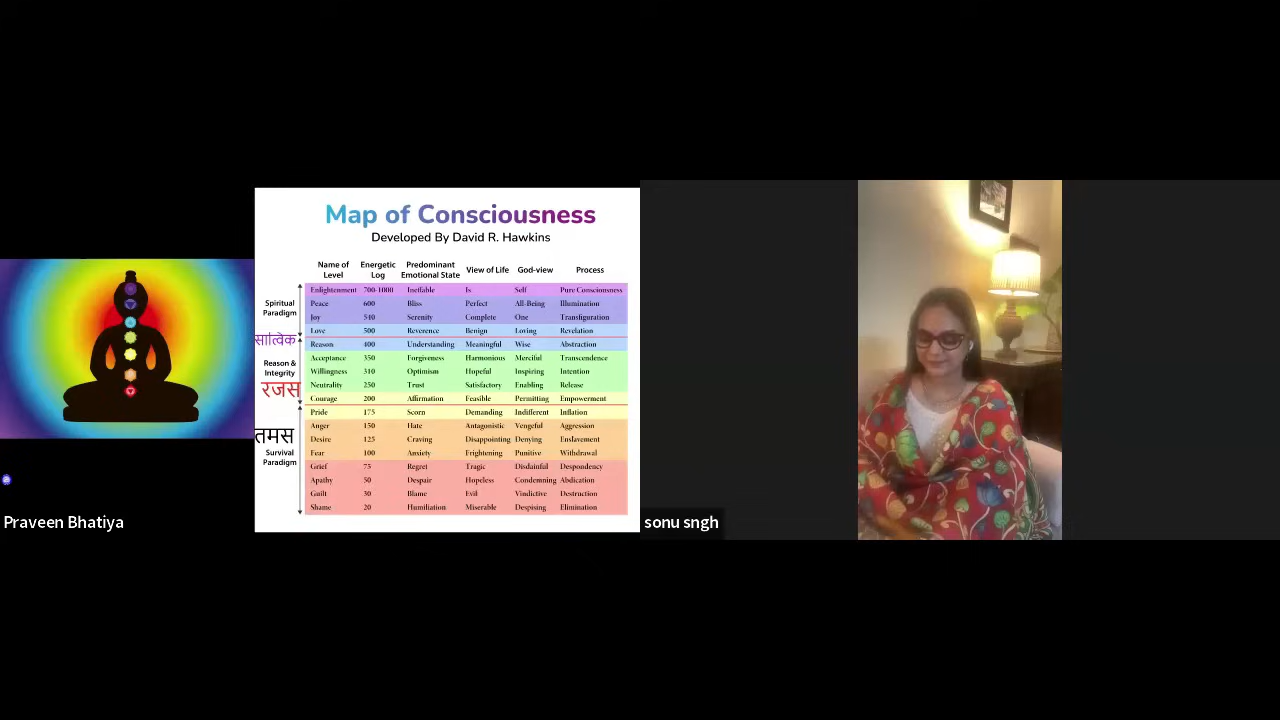 Map of Consciousness
Developed By David R. Hawkins
Name of Level Energetic Log Predominant Emotional State View of Life God-view Process
Spiritual Paradigm
सात्विक
Reason & Integrity
रजस
तमस
Survival Paradigm
Enlightenment 700-1000 Ineffable Is Self Pure Consciousness
Peace 600 Bliss Perfect All-Being Illumination
Joy 540 Serenity Complete One Transfiguration
Love 500 Reverence Benign Loving Revelation
Reason 400 Understanding Meaningful Wise Abstraction
Acceptance 350 Forgiveness Harmonious Merciful Transcendence
Willingness 310 Optimism Hopeful Inspiring Intention
Neutrality 250 Trust Satisfactory Enabling Release
Courage 200 Affirmation Feasible Permitting Empowerment
Pride 175 Scorn Demanding Indifferent Inflation
Anger 150 Hate Antagonistic Vengeful Aggression
Desire 125 Craving Disappointing Denying Enslavement
Fear 100 Anxiety Frightening Punitive Withdrawal
Grief 75 Regret Tragic Disdainful Despondency
Apathy 50 Despair Hopeless Condemning Abdication
Guilt 30 Blame Evil Vindictive Destruction
Shame 20 Humiliation Miserable Despising Elimination
Praveen Bhatiya
sonu sngh